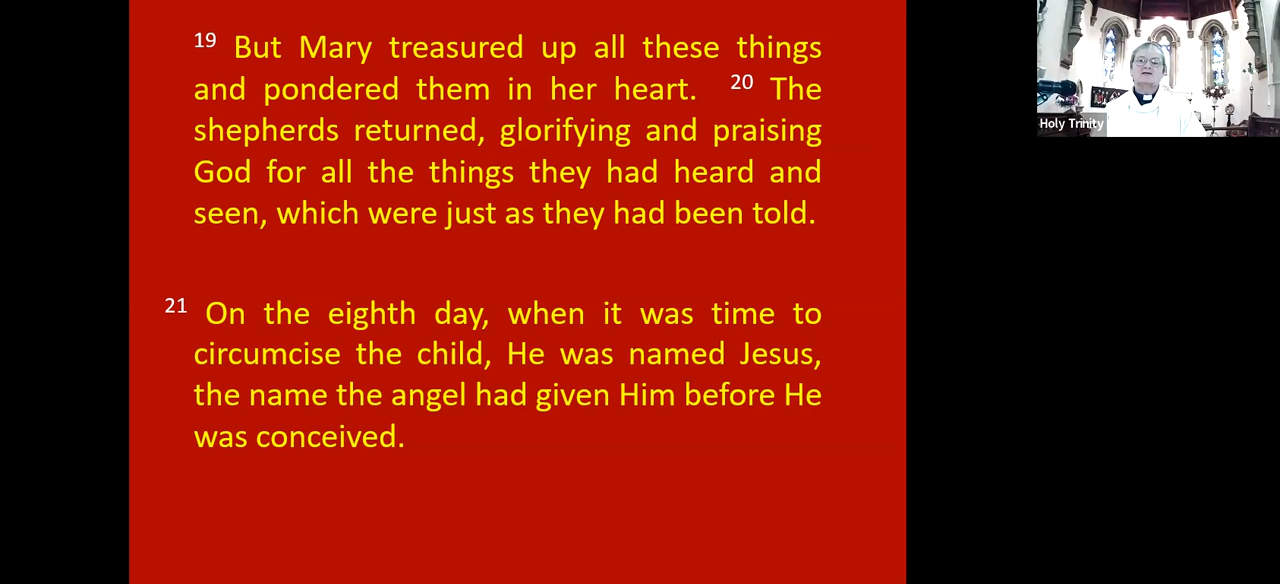 19 But Mary treasured up all these things
and pondered them in her heart. 20 The
shepherds returned, glorifying and praising
God for all the things they had heard and
seen, which were just as they had been told.
21 On the eighth day, when it was time to
circumcise the child, He was named Jesus,
the name the angel had given Him before He
was conceived.
Holy Trinity